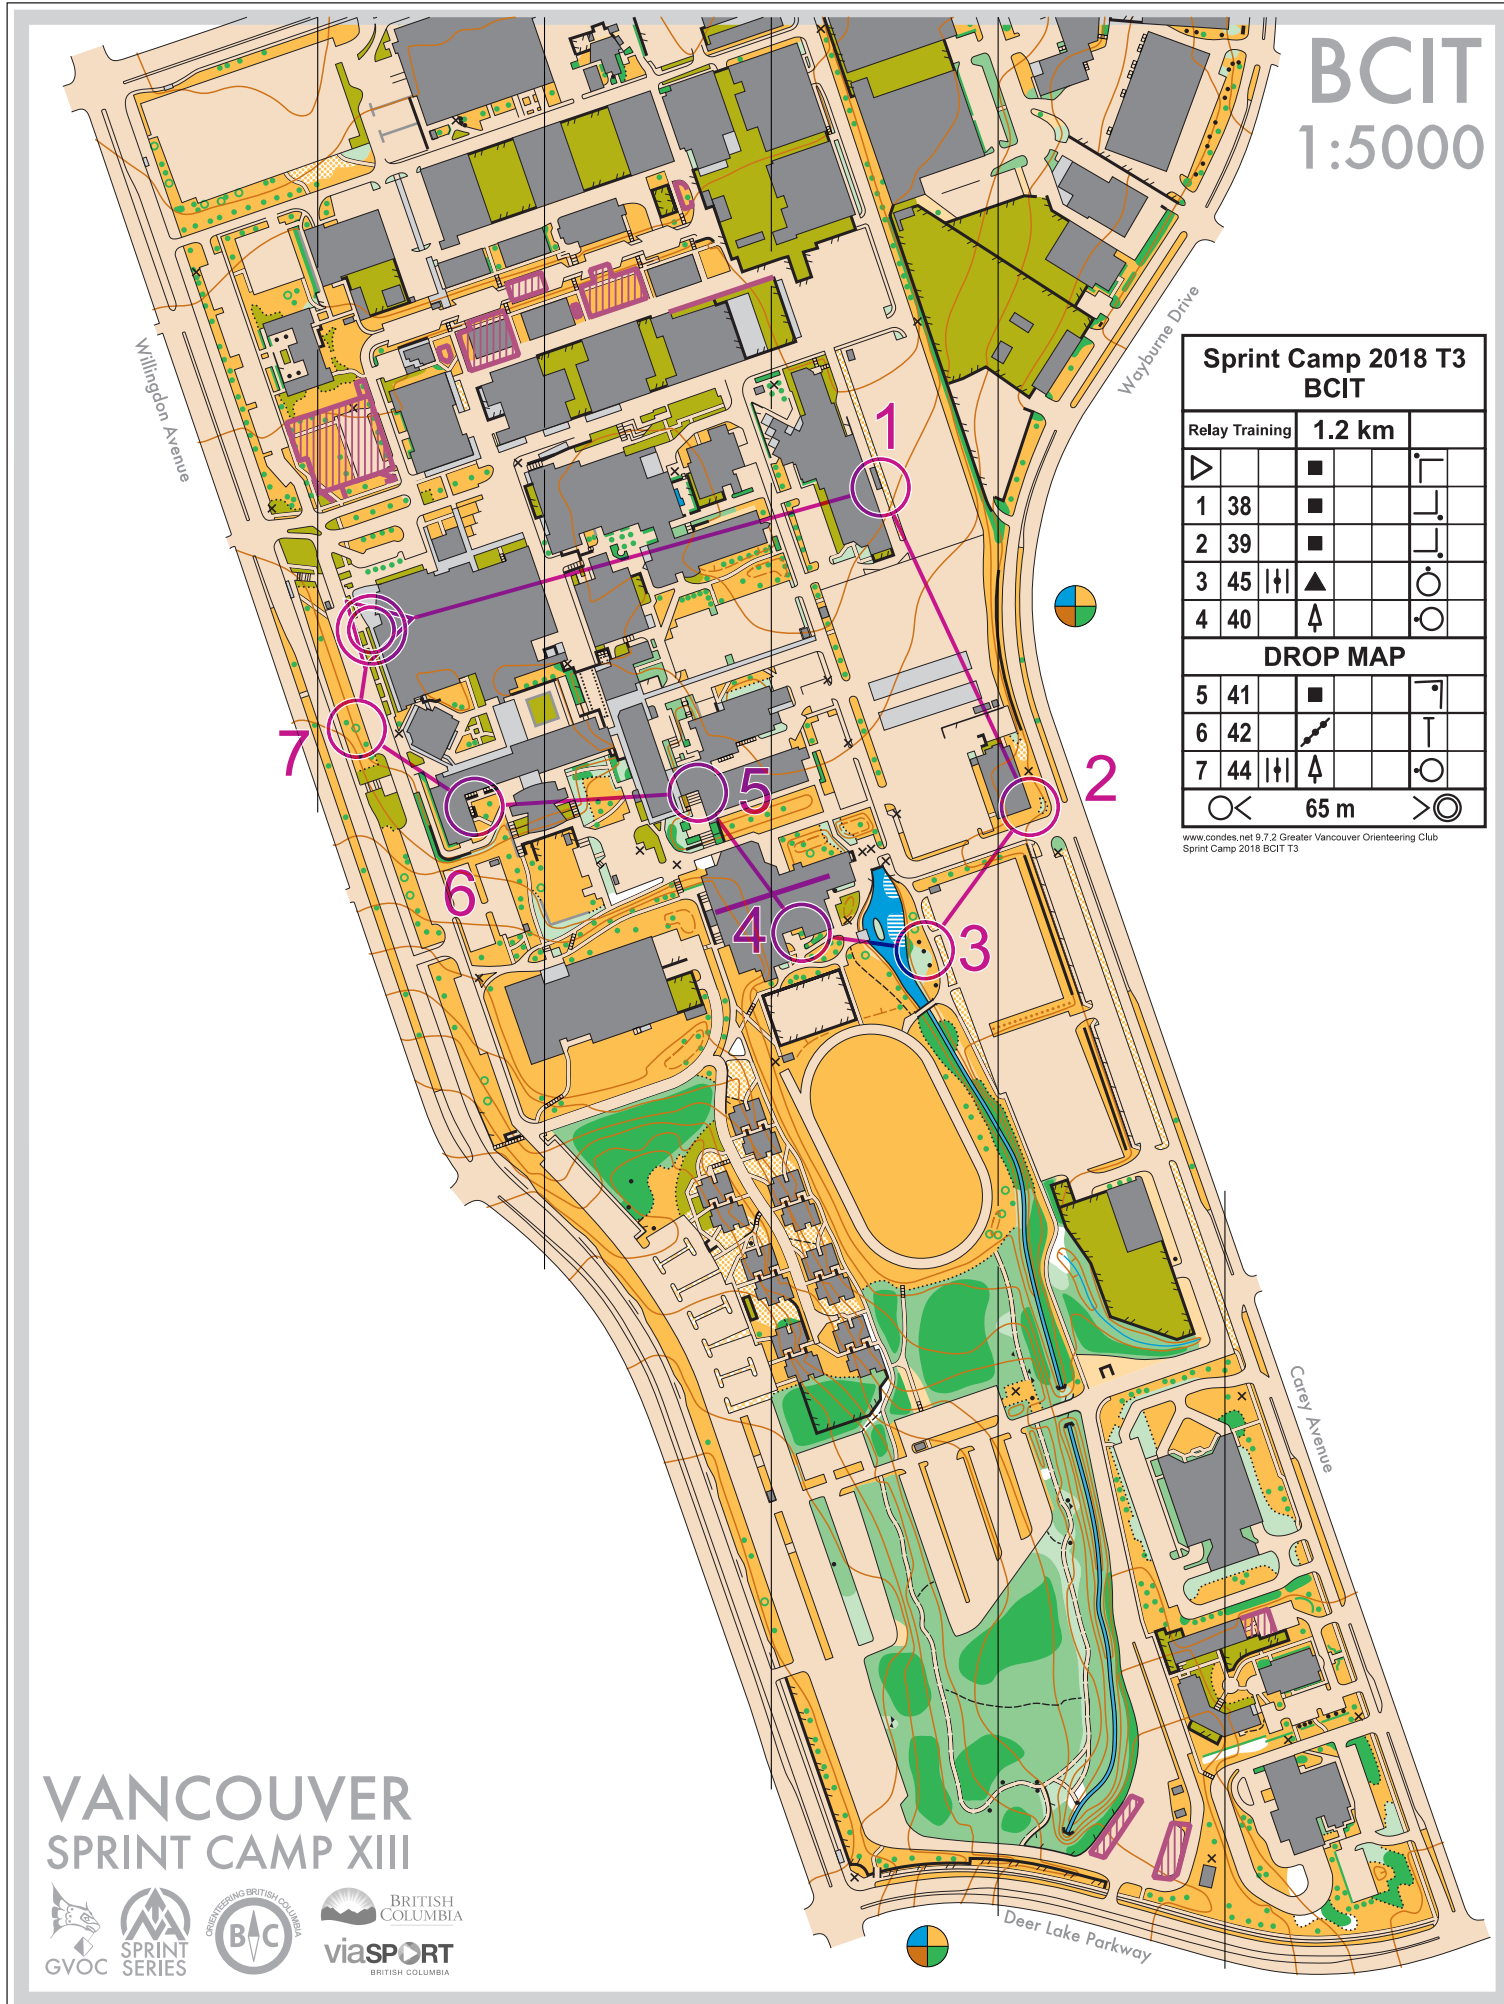 BCIT
1:5000
Willingdon Avenue
Wayburne Drive
Sprint Camp 2018 T3
BCIT
Relay Training 1.2 km
1 38
2 39
3 45
4 40
DROP MAP
5 41
6 42
7 44
65 m
www.condes.net 9.7.2 Greater Vancouver Orienteering Club
Sprint Camp 2018 BCIT T3
1
2
3
4
5
6
7
Carey Avenue
Deer Lake Parkway
VANCOUVER
SPRINT CAMP XIII
GVOC
SPRINT
SERIES
ORIENTEERING BRITISH COLUMBIA
B C
BRITISH
COLUMBIA
viaSPORT
BRITISH COLUMBIA